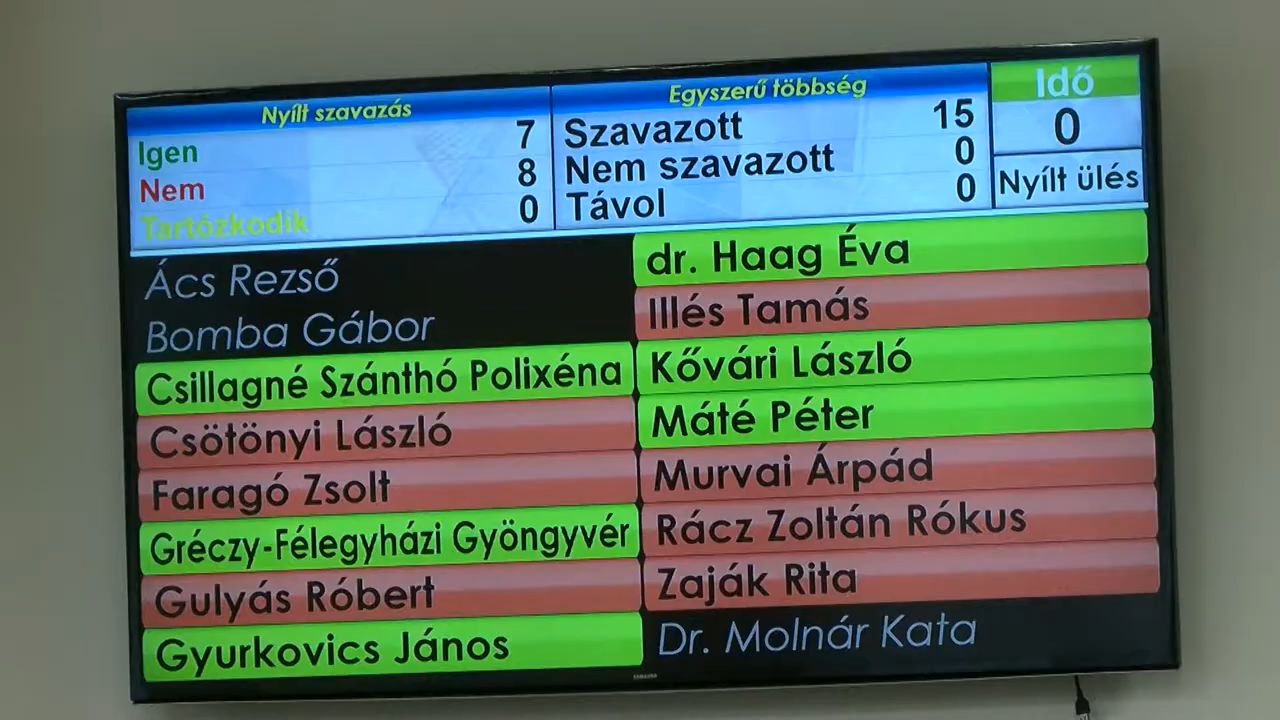 Nyílt szavazás
Igen 7
Nem 8
Tartózkodik 0
Egyszerű többség
Szavazott 15
Nem szavazott 0
Távol 0
Idő
0
Nyílt ülés
Ács Rezső
Bomba Gábor
Csillagné Szánthó Polixéna
Csötönyi László
Faragó Zsolt
Gréczy-Félegyházi Gyöngyvér
Gulyás Róbert
Gyurkovics János
dr. Haag Éva
Illés Tamás
Kővári László
Máté Péter
Murvai Árpád
Rácz Zoltán Rókus
Zaják Rita
Dr. Molnár Kata
SAMSUNG